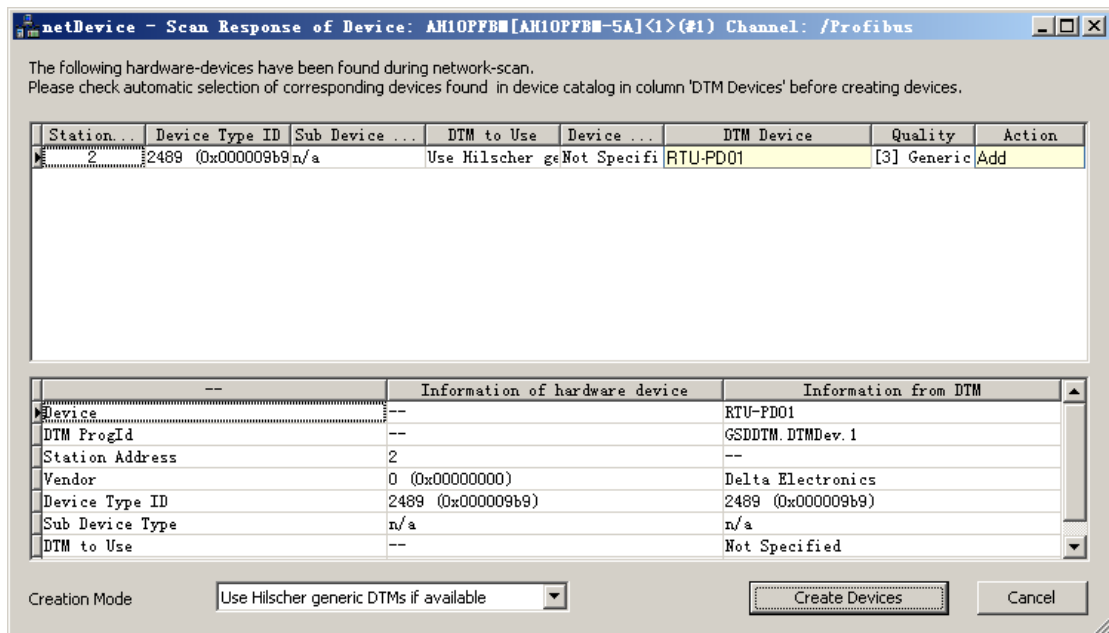 netDevice - Scan Response of Device: AH10PFBM[AH10PFBM-5A]<1>(#1) Channel: /Profibus
The following hardware-devices have been found during network-scan.
Please check automatic selection of corresponding devices found in device catalog in column 'DTM Devices' before creating devices.
Station... Device Type ID Sub Device ... DTM to Use Device ... DTM Device Quality Action
2 2489 (0x000009b9 n/a Use Hilscher ge Not Specifi RTU-PD01 [3] Generic Add
-- Information of hardware device Information from DTM
Device -- RTU-PD01
DTM ProgId -- GSDDTM.DTMDev.1
Station Address 2 --
Vendor 0 (0x00000000) Delta Electronics
Device Type ID 2489 (0x000009b9) 2489 (0x000009b9)
Sub Device Type n/a n/a
DTM to Use -- Not Specified
Creation Mode Use Hilscher generic DTMs if available Create Devices Cancel